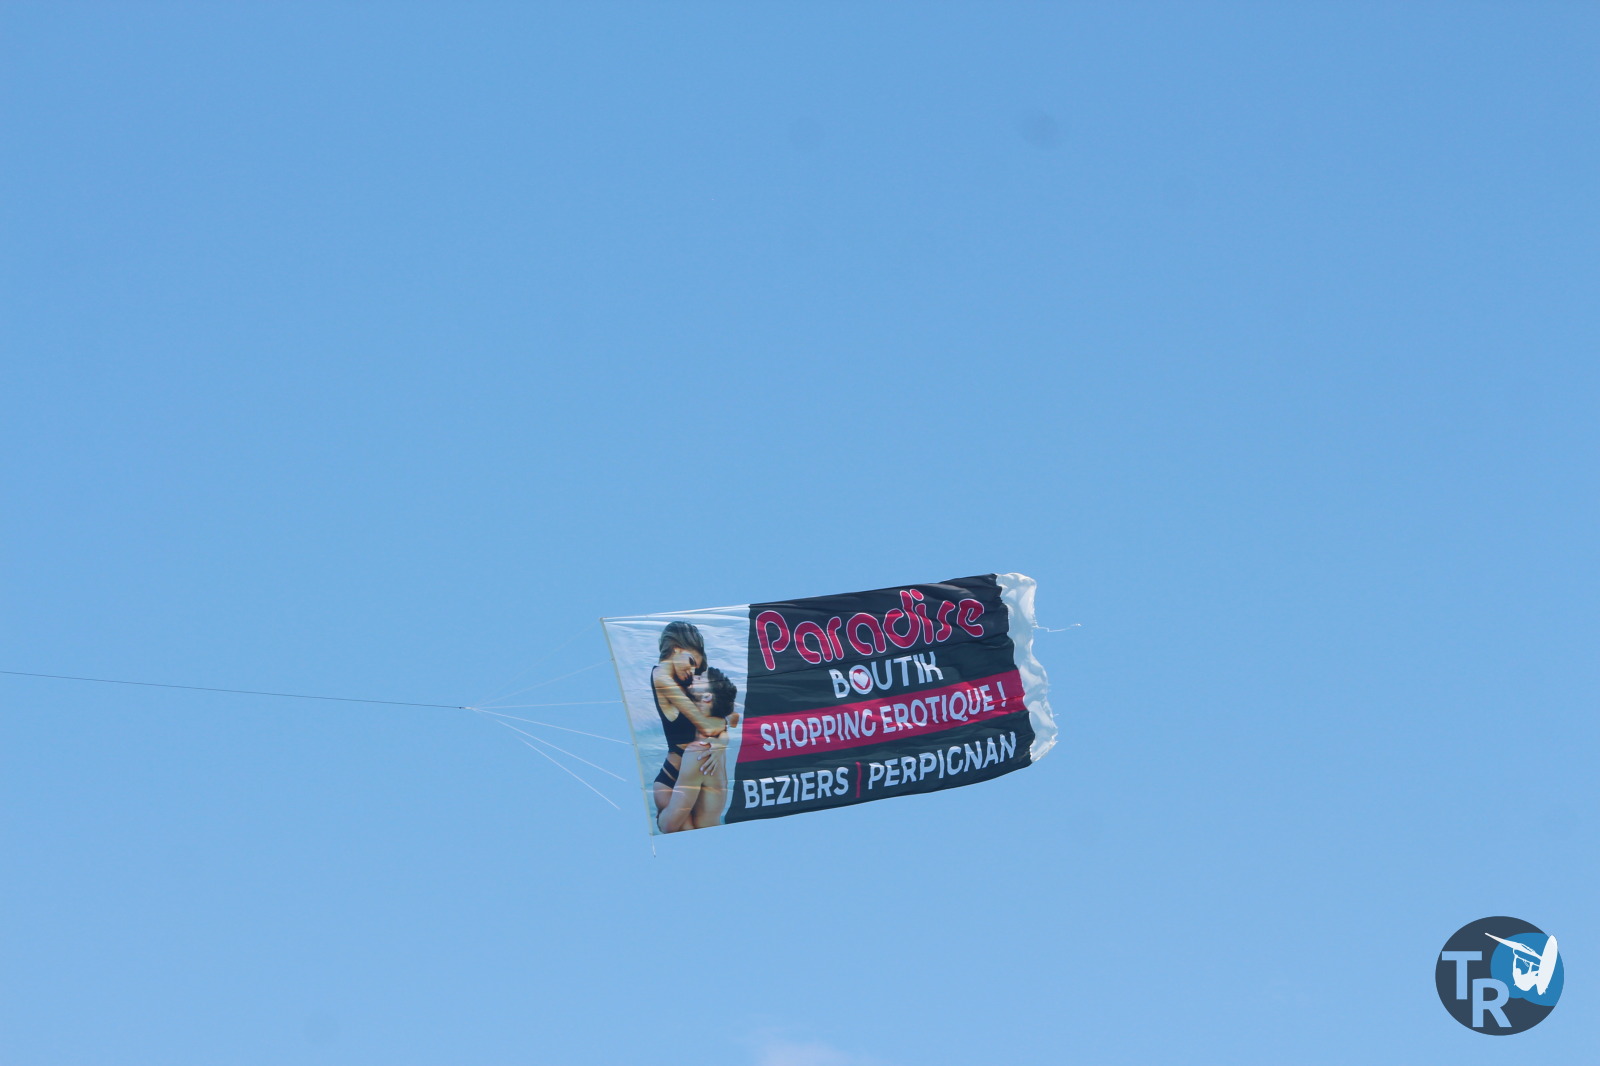 Paradise
BOUTIK
SHOPPING EROTIQUE !
BEZIERS | PERPIGNAN
TR